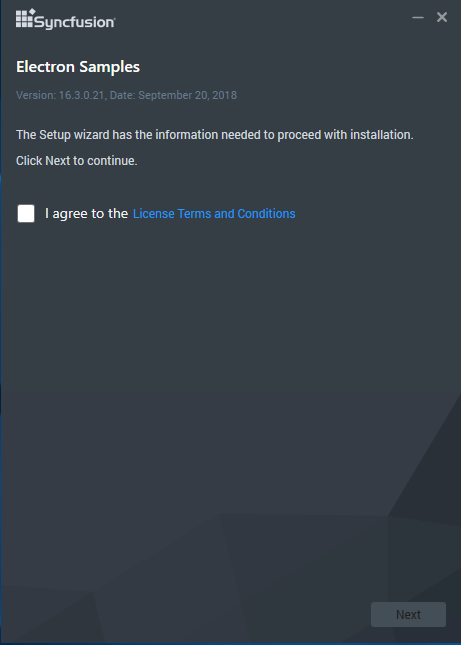 Syncfusion
Electron Samples
Version: 16.3.0.21, Date: September 20, 2018
The Setup wizard has the information needed to proceed with installation.
Click Next to continue.
I agree to the License Terms and Conditions
Next